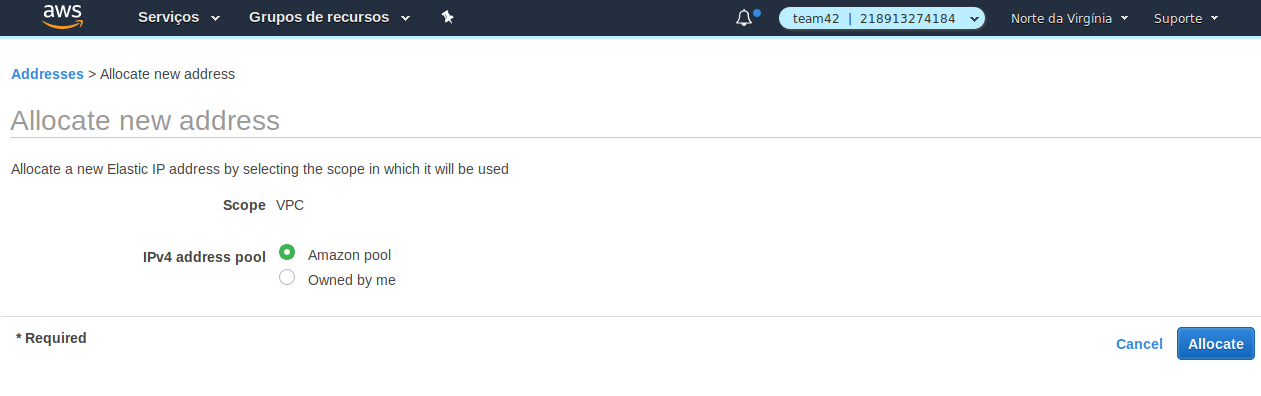 aws Serviços Grupos de recursos team42 | 218913274184 Norte da Virgínia Suporte
Addresses > Allocate new address
Allocate new address
Allocate a new Elastic IP address by selecting the scope in which it will be used
Scope VPC
IPv4 address pool Amazon pool
Owned by me
* Required
Cancel Allocate